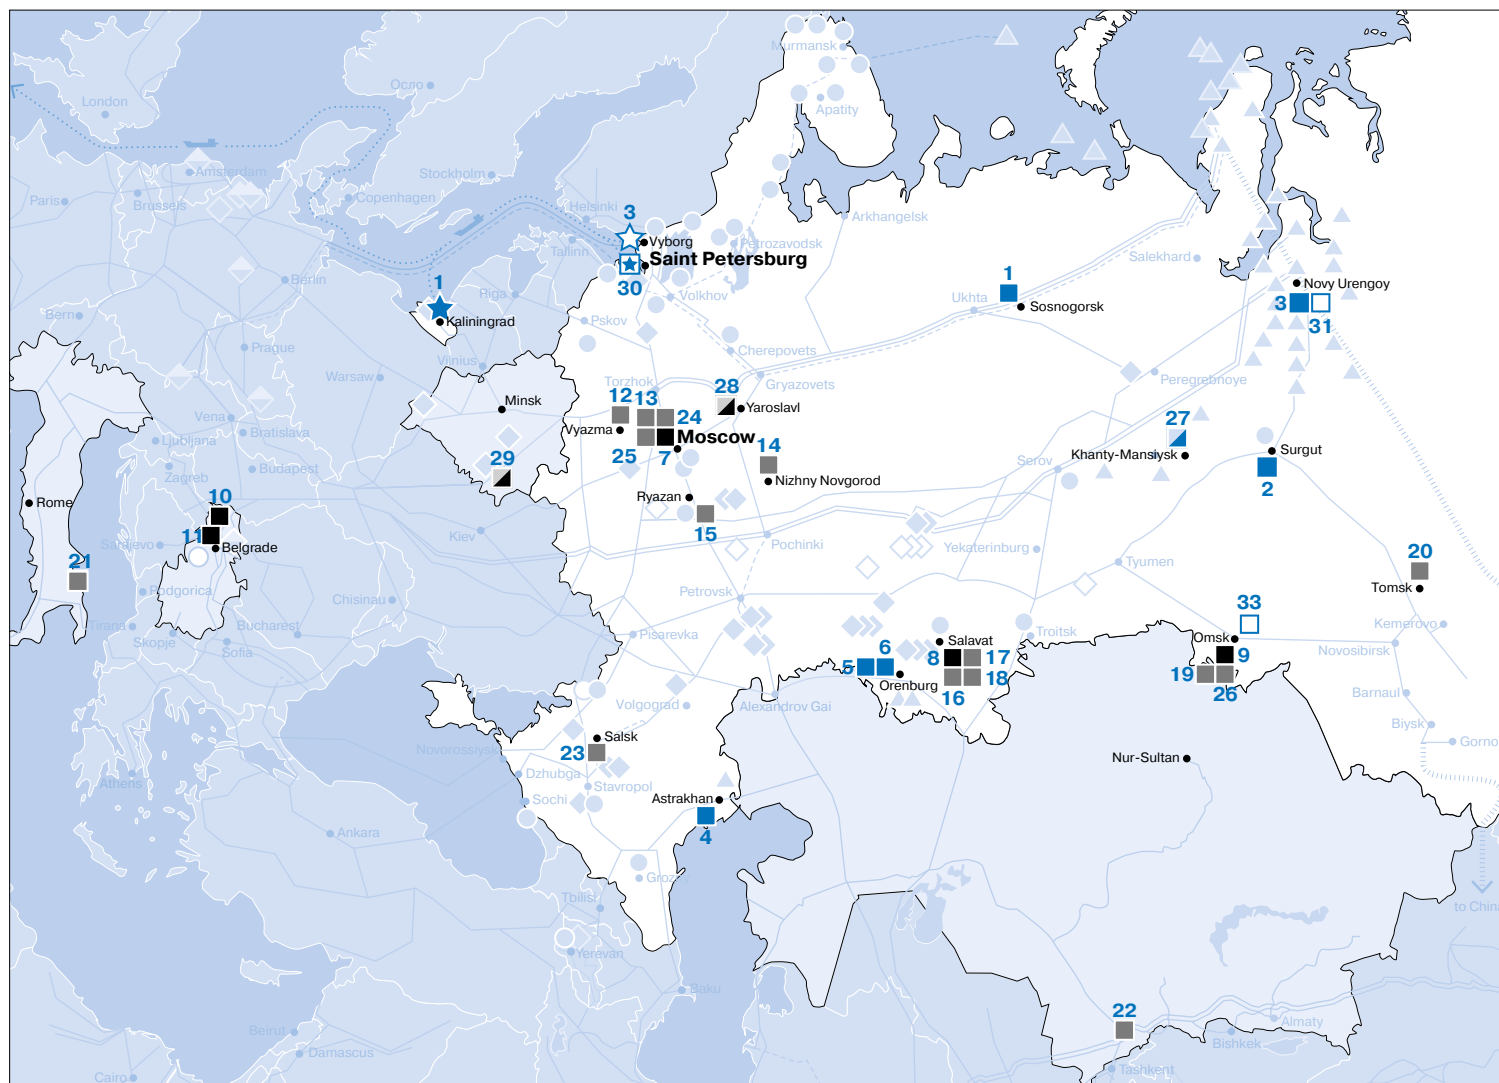 Murmansk
Осло
London
Apatity
Amsterdam
Stockholm
Paris
Brussels
Copenhagen
Helsinki
3
Arkhangelsk
Vyborg
Petrozavodsk
Tallinn
Saint Petersburg
Salekhard
Berlin
1
30
1
Novy Urengoy
Riga
Volkhov
Ukhta
Sosnogorsk
3
31
Bern
Kaliningrad
Pskov
Prague
Cherepovets
Vilnius
Warsaw
Torzhok
Gryazovets
Peregrebnoye
28
Minsk
12
13
24
Yaroslavl
Vena
27
Vyazma
Moscow
Ljubljana
Bratislava
25
7
14
Khanty-Mansiysk
Surgut
Zagreb
Budapest
29
Serov
Nizhny Novgorod
2
Rome
10
Ryazan
11
15
Kiev
Pochinki
Sarajevo
Belgrade
Yekaterinburg
20
21
Tyumen
Podgorica
Petrovsk
Tomsk
Chisinau
33
Tirana
Skopje
Bucharest
Pisarevka
Troitsk
Kemerovo
Sofia
6
Salavat
Omsk
Novosibirsk
5
8
17
9
Orenburg
19
16
18
26
Volgograd
Alexandrov Gai
Barnaul
Biysk
Salsk
Gorno
Novorossiysk
23
Nur-Sultan
Athens
Dzhubga
Stavropol
Sochi
Astrakhan
Ankara
4
Grozny
Tbilisi
to China
Yerevan
Baku
22
Beirut
Almaty
Bishkek
Damascus
Tashkent
Cairo